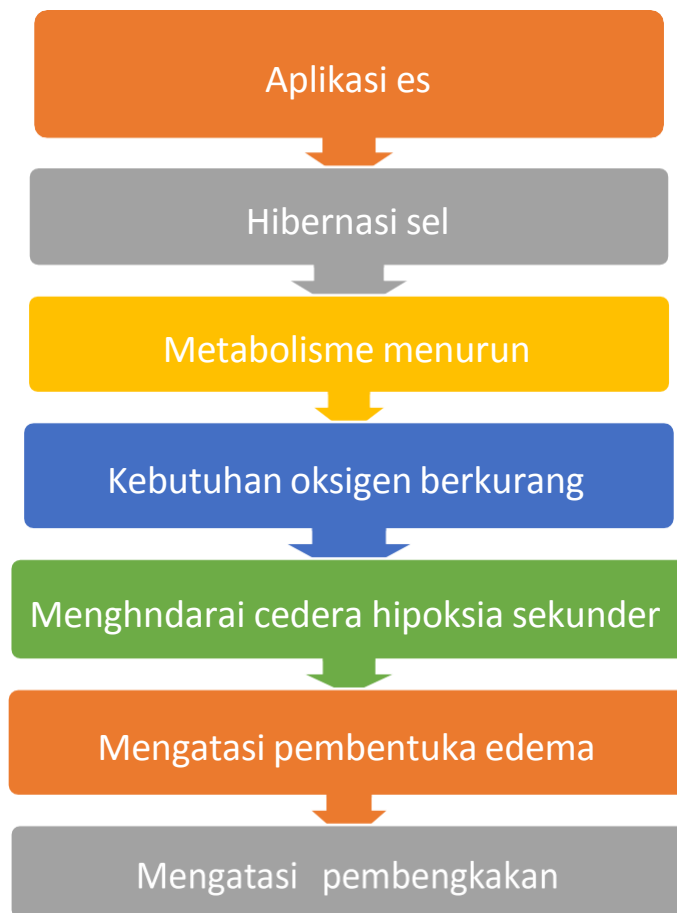 Aplikasi es
Hibernasi sel
Metabolisme menurun
Kebutuhan oksigen berkurang
Menghndarai cedera hipoksia sekunder
Mengatasi pembentuka edema
Mengatasi pembengkakan